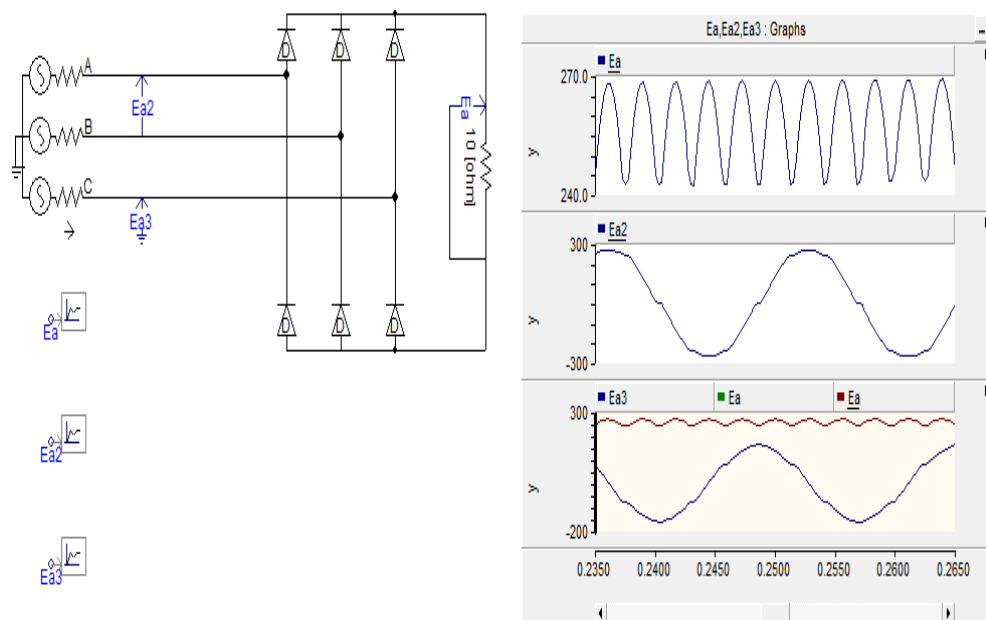 D D D
A
Ea2
B
C
Ea3
Ea
10 [ohm]
D D D
Ea
Ea2
Ea3
Ea,Ea2,Ea3 : Graphs
Ea
270.0
y
240.0
Ea2
300
y
-300
Ea3 Ea Ea
300
y
-200
0.2350 0.2400 0.2450 0.2500 0.2550 0.2600 0.2650